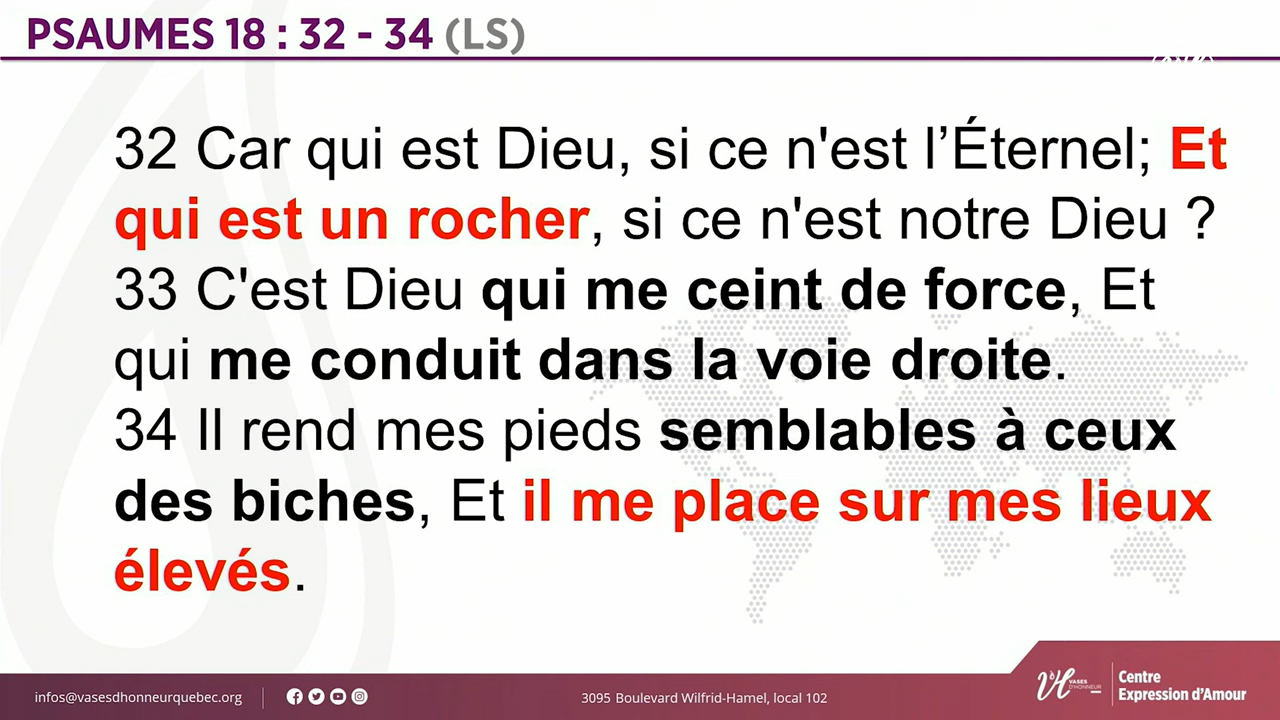 PSAUMES 18 : 32 - 34 (LS)
32 Car qui est Dieu, si ce n'est l’Éternel; Et
qui est un rocher, si ce n'est notre Dieu ?
33 C'est Dieu qui me ceint de force, Et
qui me conduit dans la voie droite.
34 Il rend mes pieds semblables à ceux
des biches, Et il me place sur mes lieux
élevés.
infos@vasesdhonneurquebec.org
3095 Boulevard Wilfrid-Hamel, local 102
VASES
D'HONNEUR
Centre
Expression d’Amour